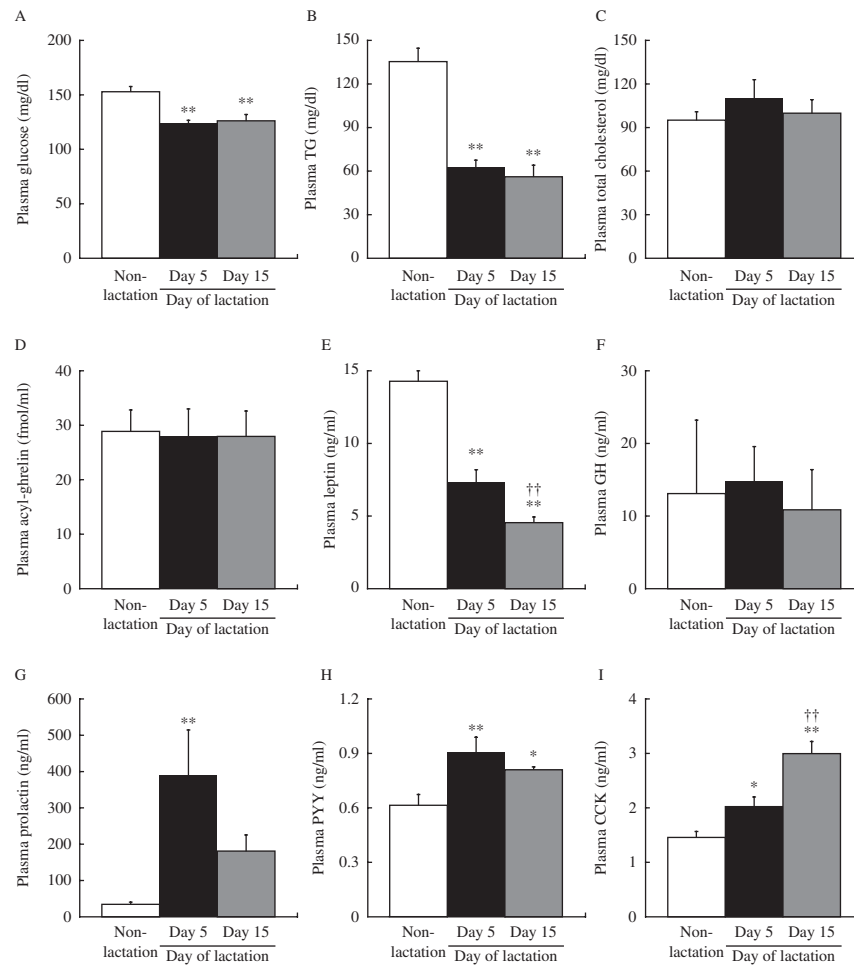 A
Plasma glucose (mg/dl)
200
150
100
50
0
**
**
Non-
lactation
Day 5
Day 15
Day of lactation
B
Plasma TG (mg/dl)
150
120
90
60
30
0
**
**
Non-
lactation
Day 5
Day 15
Day of lactation
C
Plasma total cholesterol (mg/dl)
150
120
90
60
30
0
Non-
lactation
Day 5
Day 15
Day of lactation
D
Plasma acyl-ghrelin (fmol/ml)
40
30
20
10
0
Non-
lactation
Day 5
Day 15
Day of lactation
E
Plasma leptin (ng/ml)
15
10
5
0
**
††
**
Non-
lactation
Day 5
Day 15
Day of lactation
F
Plasma GH (ng/ml)
30
20
15
10
0
Non-
lactation
Day 5
Day 15
Day of lactation
G
Plasma prolactin (ng/ml)
600
500
400
300
200
100
0
**
Non-
lactation
Day 5
Day 15
Day of lactation
H
Plasma PYY (ng/ml)
1.2
0.9
0.6
0.3
0
**
*
Non-
lactation
Day 5
Day 15
Day of lactation
I
Plasma CCK (ng/ml)
4
3
2
1
0
*
††
**
Non-
lactation
Day 5
Day 15
Day of lactation